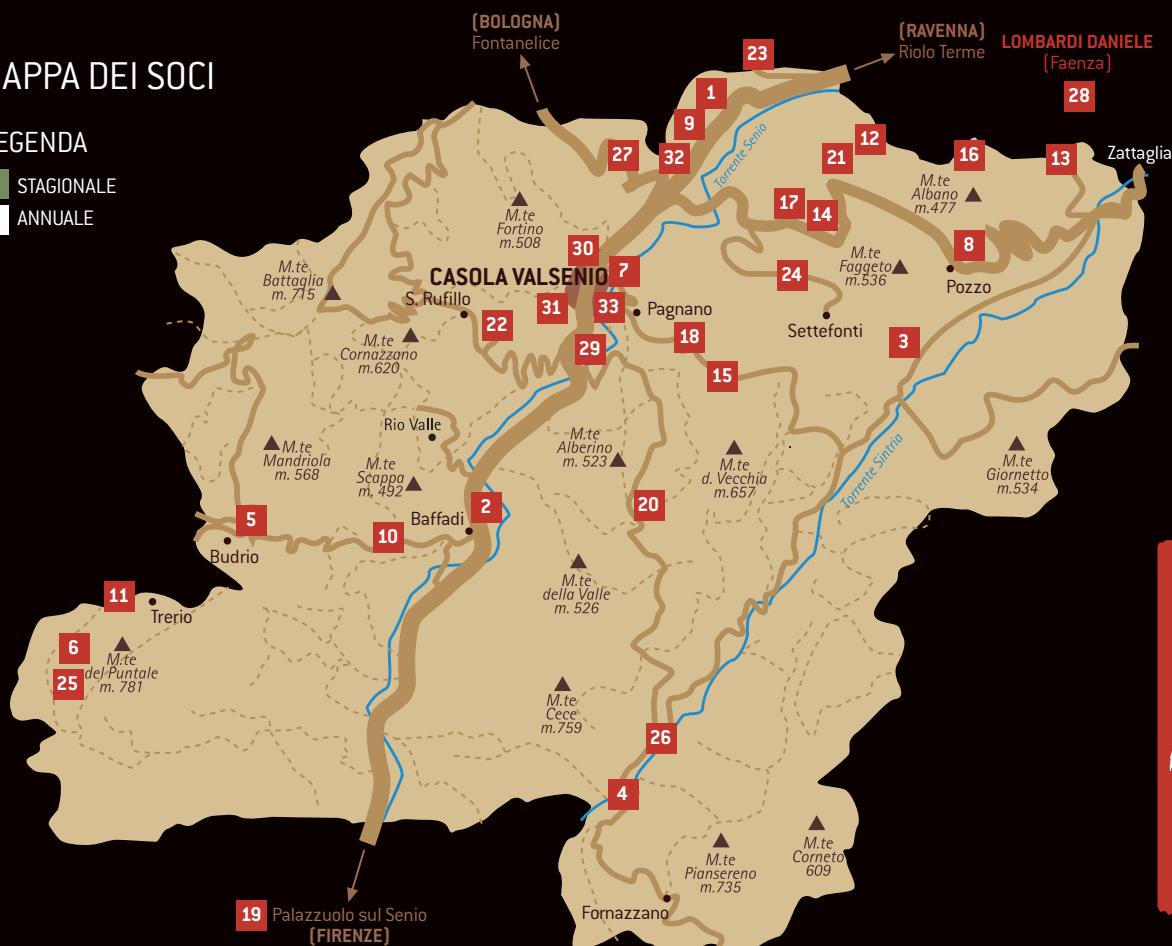 APPA DEI SOCI
EGENDA
STAGIONALE
ANNUALE
(BOLOGNA)
Fontanelice
(RAVENNA)
Riolo Terme
LOMBARDI DANIELE
(Faenza)
28
23
1
9
27
32
Torrente Senio
12
21
16
13
Zattaglia
M.te
Albano
m.477
17
14
M.te
Fortino
m.508
30
8
M.te
Faggeto
m.536
Pozzo
CASOLA VALSENIO
7
24
M.te
Battaglia
m. 715
S. Rufillo
31
33
Pagnano
Settefonti
22
18
3
M.te
Cornazzano
m.620
29
15
Rio Valle
M.te
Alberino
m. 523
M.te
Mandriola
m. 568
M.te
Scappa
m. 492
M.te
d. Vecchia
m.657
Torrente Sintria
M.te
Giornetto
m.534
5
2
20
Baffadi
10
Budrio
M.te
della Valle
m. 526
11
Trerio
6
M.te
del Puntale
m. 781
25
M.te
Cece
m.759
26
4
M.te
Corneto
609
M.te
Piansereno
m.735
Fornazzano
19 Palazzuolo sul Senio
(FIRENZE)